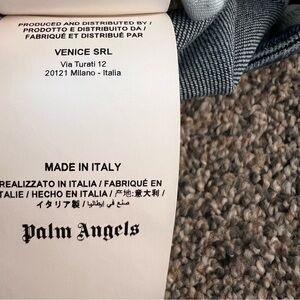 PRODUCED AND DISTRIBUTED BY /
PRODOTTO E DISTRIBUITO DA /
FABRIQUÉ ET DISTRIBUÉ PAR
VENICE SRL
Via Turati 12
20121 Milano - Italia
MADE IN ITALY
REALIZZATO IN ITALIA / FABRIQUÉ EN
ITALIE / HECHO EN ITALIA / 产地:意大利 /
イタリア製 / صنع في إيطاليا /
Palm Angels